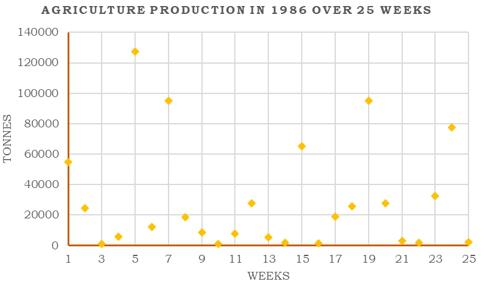 AGRICULTURE PRODUCTION IN 1986 OVER 25 WEEKS
140000
120000
100000
80000
60000
40000
20000
0
TONNES
1 3 5 7 9 11 13 15 17 19 21 23 25
WEEKS